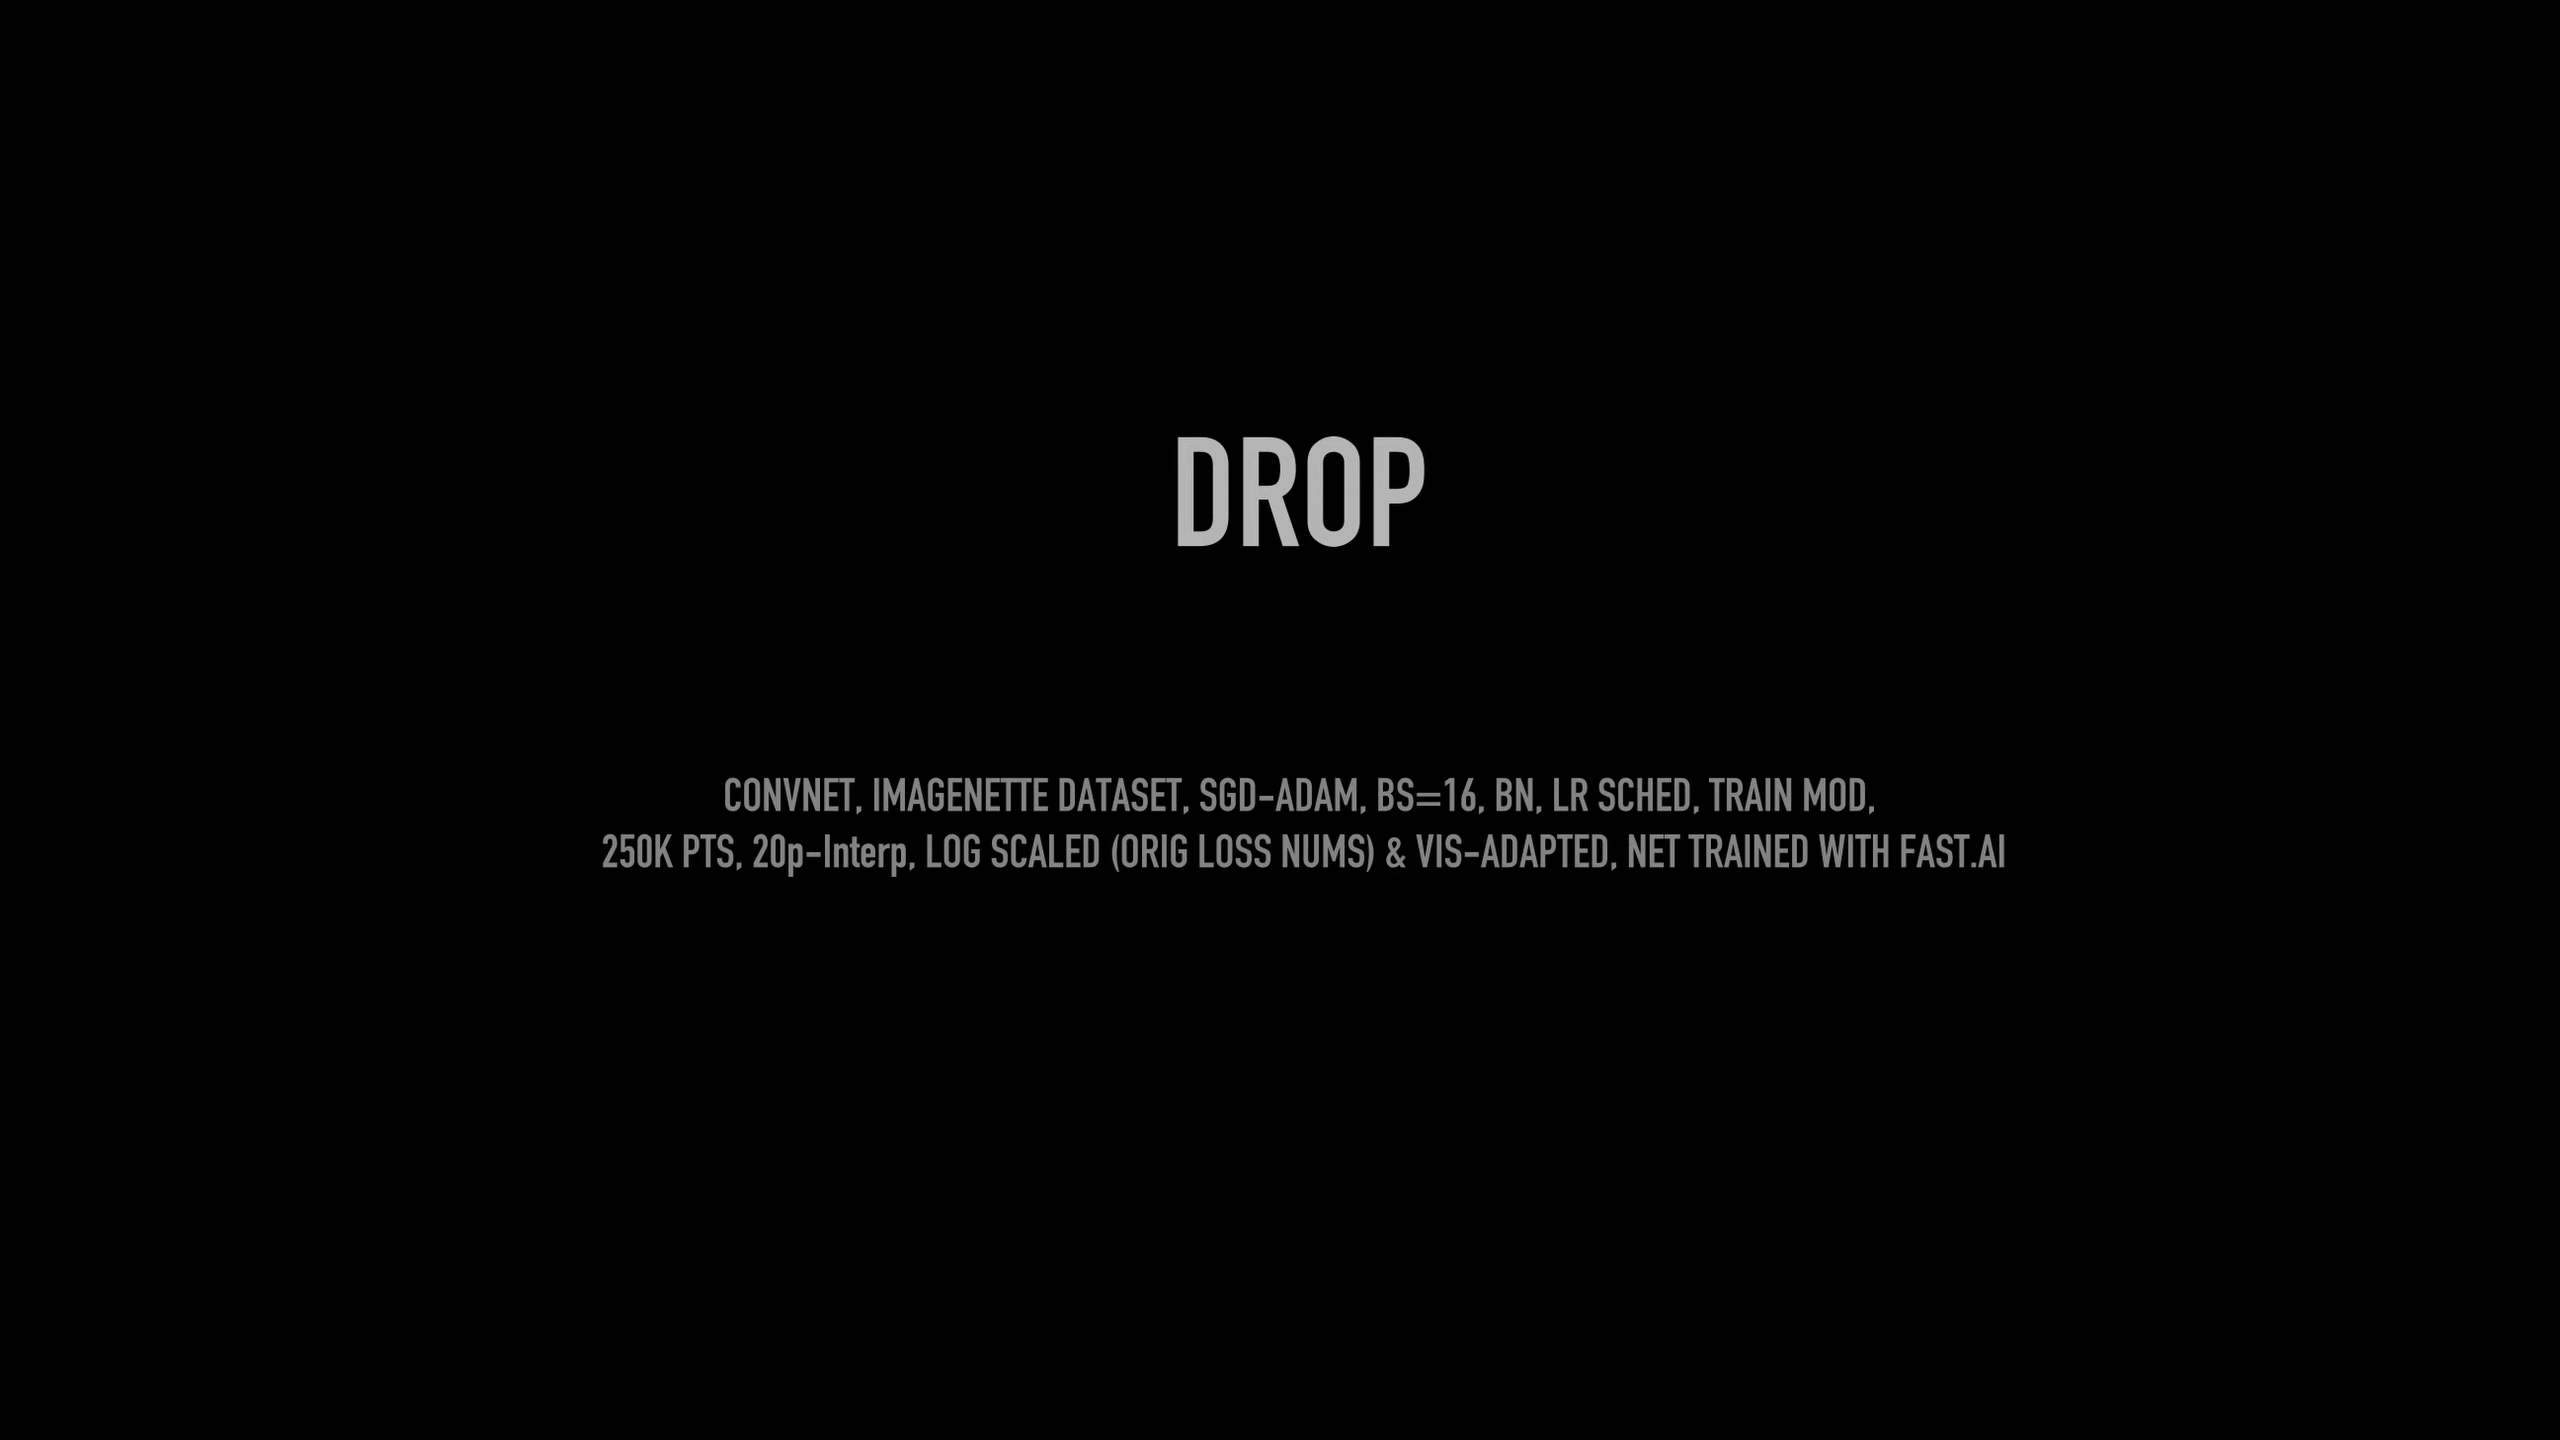 DROP
CONVNET, IMAGENETTE DATASET, SGD-ADAM, BS=16, BN, LR SCHED, TRAIN MOD,
250K PTS, 20p-Interp, LOG SCALED (ORIG LOSS NUMS) & VIS-ADAPTED, NET TRAINED WITH FAST.AI